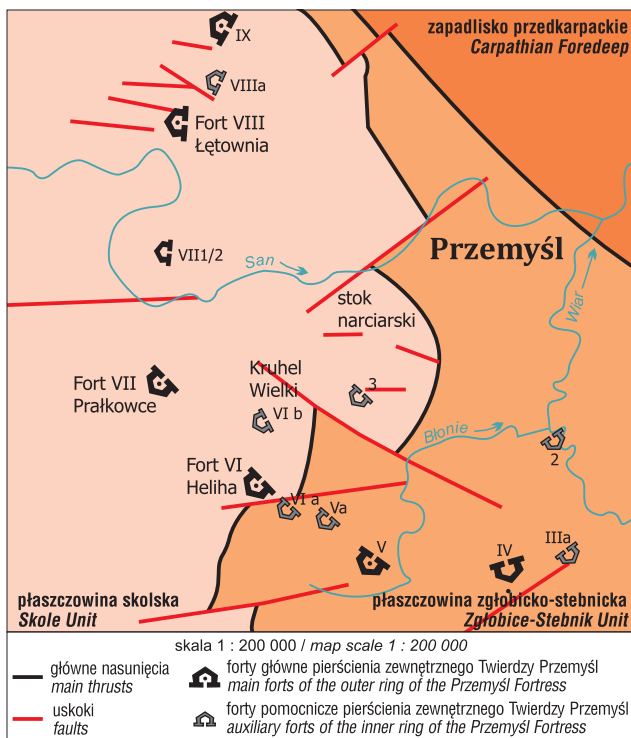 zapadlisko przedkarpackie
Carpathian Foredeep
IX
VIIIa
Fort VIII
Łętownia
VII1/2
San
Przemyśl
Wiar
stok
narciarski
Kruhel
Wielki
3
Fort VII
Prałkowce
VI b
Błonie
2
Fort VI
Heliha
VI a
Va
V
IV
IIIa
płaszczowina skolska
Skole Unit
płaszczowina zgłobicko-stebnicka
Zgłobice-Stebnik Unit
skala 1 : 200 000 / map scale 1 : 200 000
główne nasunięcia
main thrusts
forty główne pierścienia zewnętrznego Twierdzy Przemyśl
main forts of the outer ring of the Przemyśl Fortress
uskoki
faults
forty pomocnicze pierścienia zewnętrznego Twierdzy Przemyśl
auxiliary forts of the inner ring of the Przemyśl Fortress